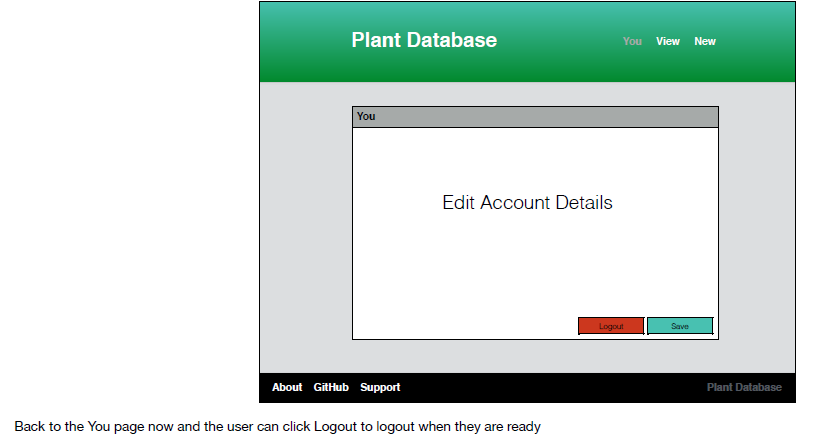 Plant Database
You View New
You
Edit Account Details
Logout Save
About GitHub Support Plant Database
Back to the You page now and the user can click Logout to logout when they are ready